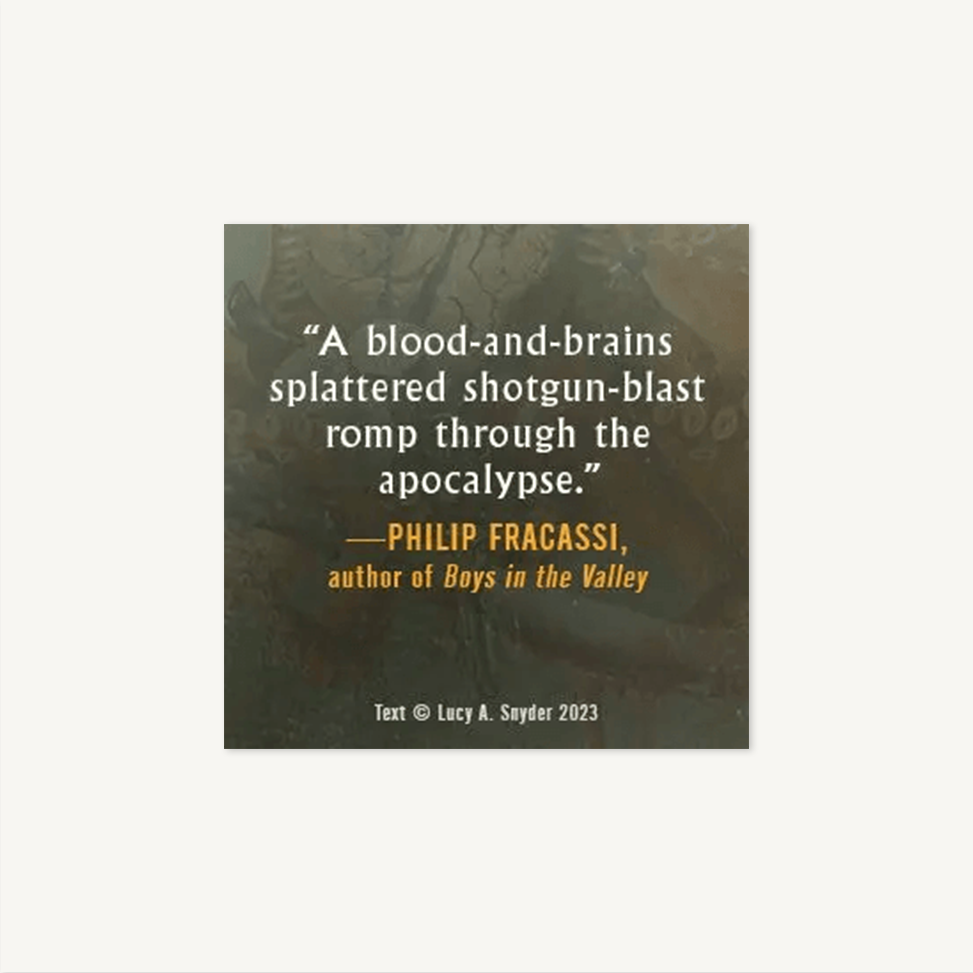 “A blood-and-brains
splattered shotgun-blast
romp through the
apocalypse.”
—PHILIP FRACASSI,
author of Boys in the Valley
Text © Lucy A. Snyder 2023